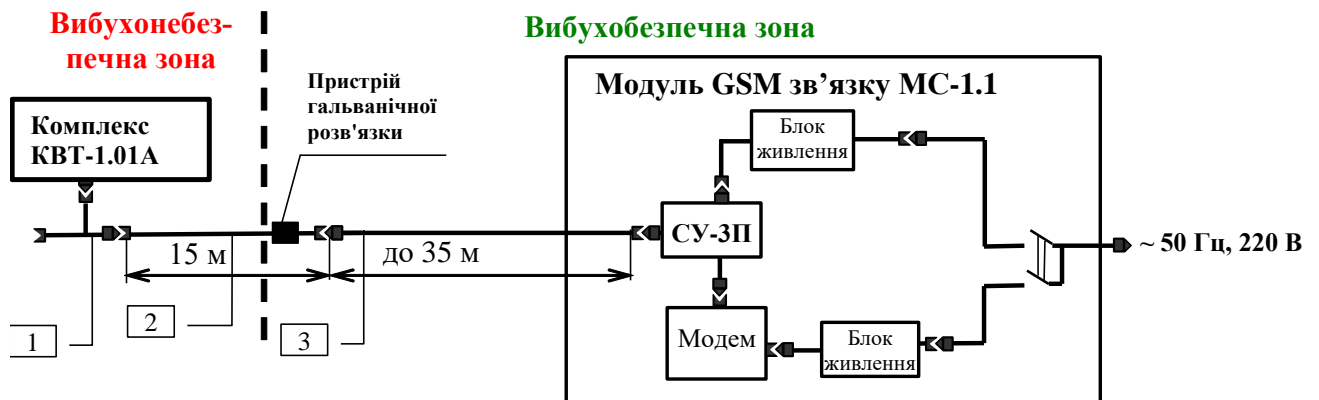 Вибухонебез-
печна зона
Вибухобезпечна зона
Пристрій
гальванічної
розв'язки
Модуль GSM зв’язку МС-1.1
Комплекс
КВТ-1.01А
Блок
живлення
СУ-3П
~ 50 Гц, 220 В
15 м
до 35 м
1
2
3
Модем
Блок
живлення